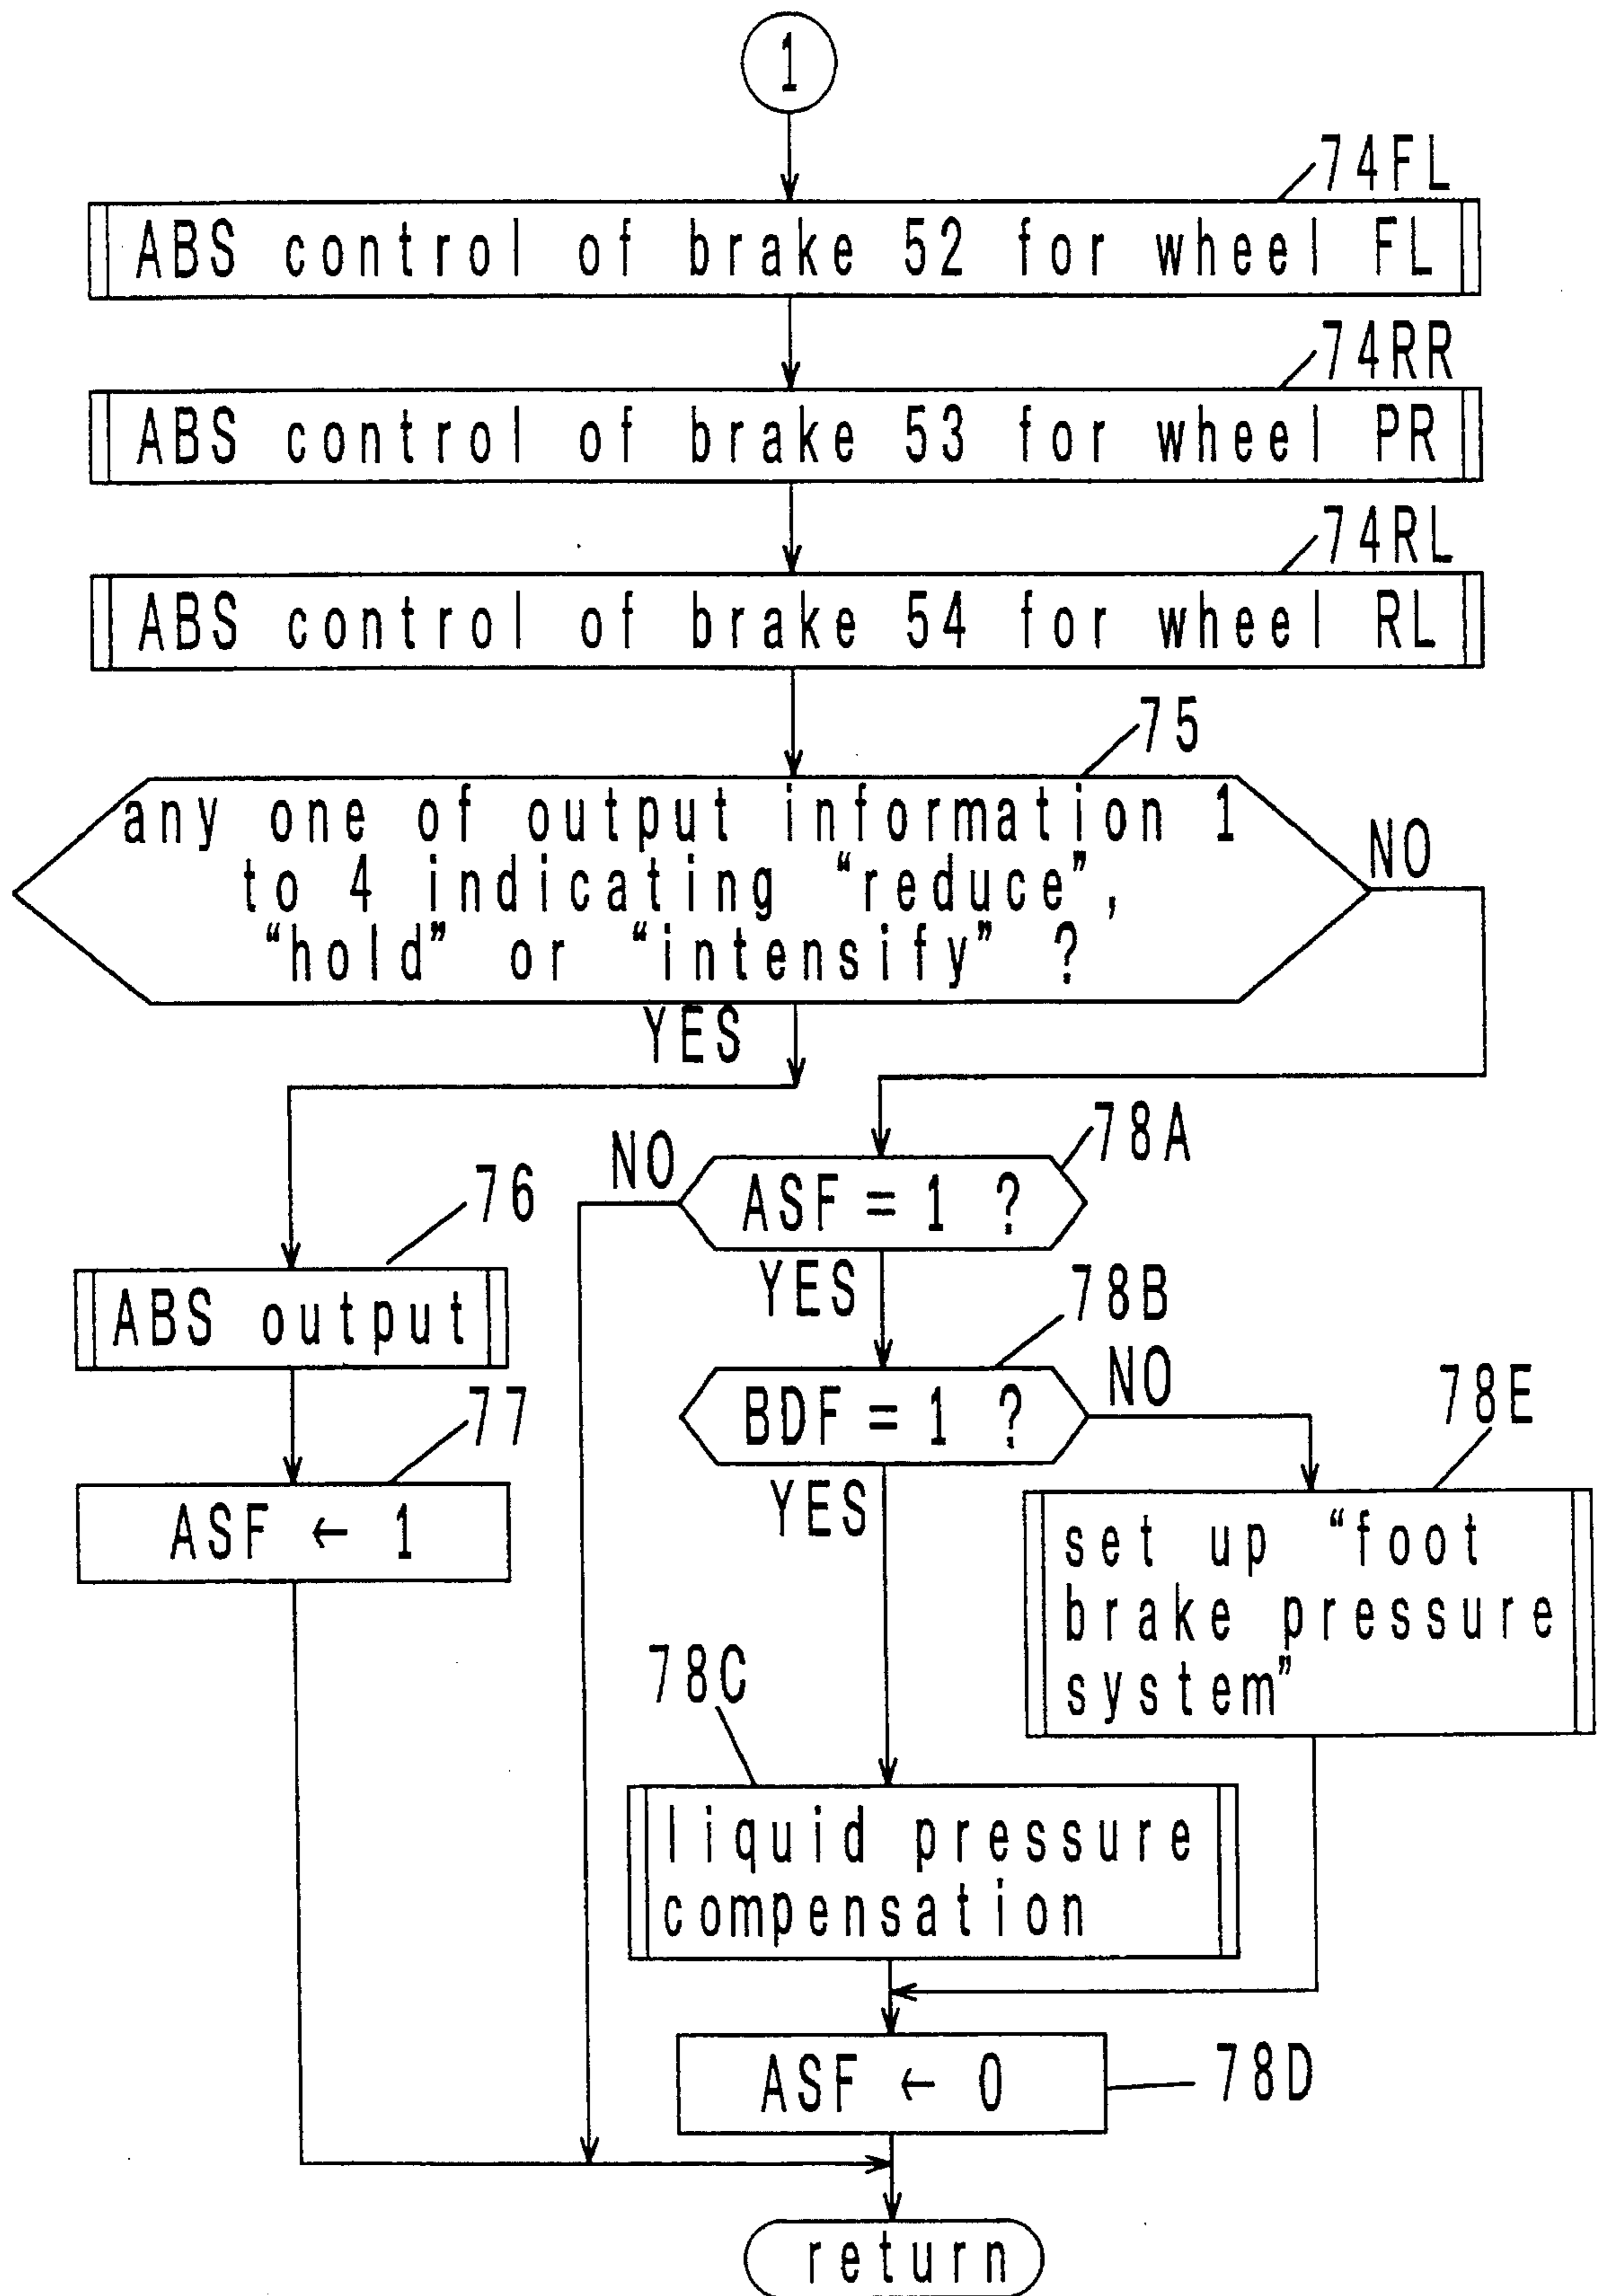 1
74FL
ABS control of brake 52 for wheel FL
74RR
ABS control of brake 53 for wheel PR
74RL
ABS control of brake 54 for wheel RL
75
any one of output information 1
to 4 indicating “reduce”,
“hold” or “intensify” ?
NO
YES
78A
NO
ASF = 1 ?
76
YES
78B
ABS output
BDF = 1 ?
NO
78E
77
YES
ASF ← 1
set up “foot
brake pressure
system”
78C
liquid pressure
compensation
ASF ← 0
78D
return